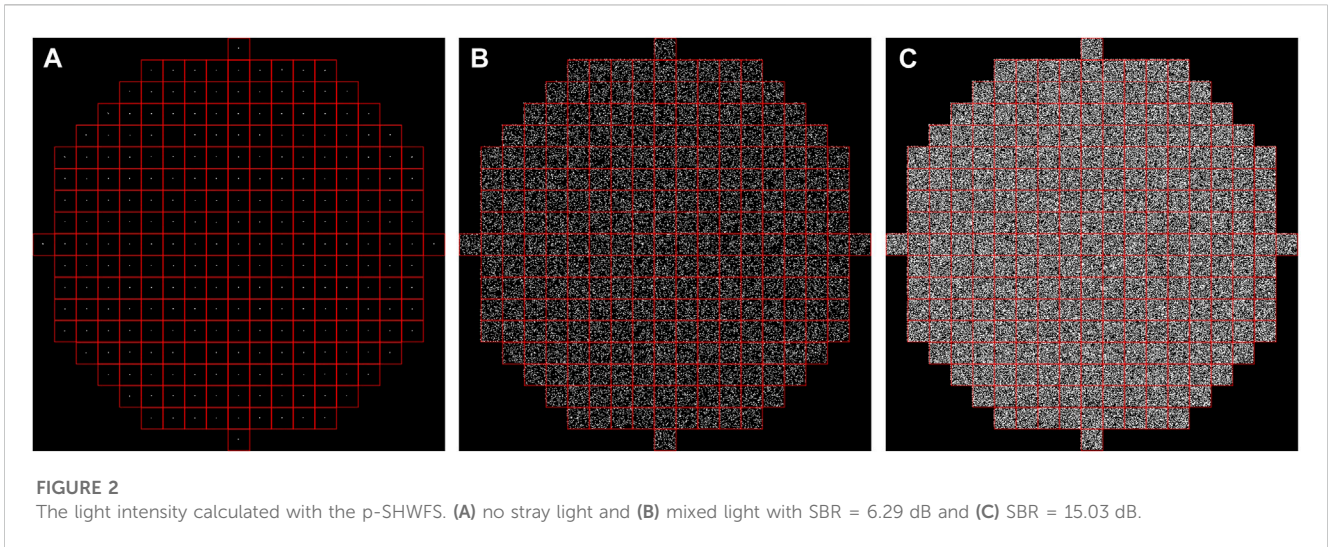 A
B
C
FIGURE 2
The light intensity calculated with the p-SHWFS. (A) no stray light and (B) mixed light with SBR = 6.29 dB and (C) SBR = 15.03 dB.